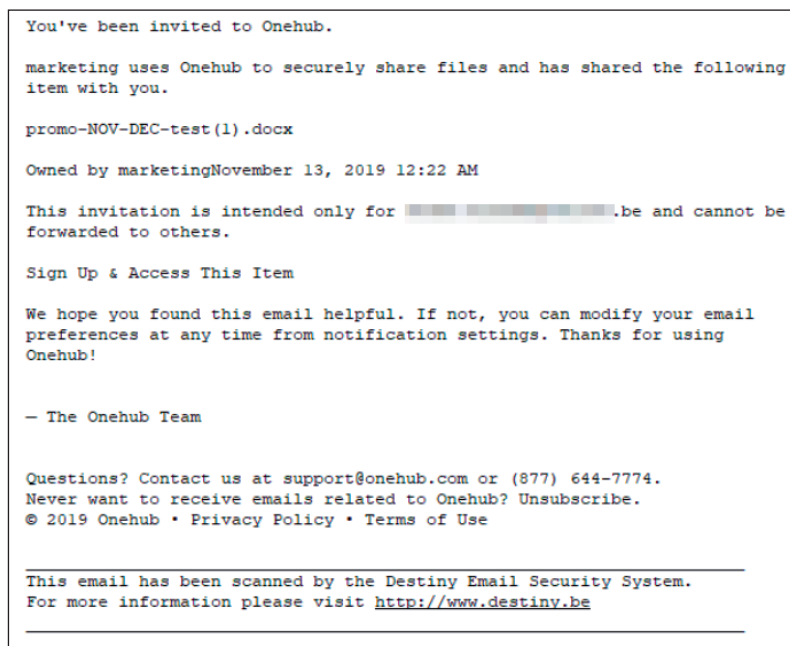 You've been invited to Onehub.
marketing uses Onehub to securely share files and has shared the following
item with you.
promo-NOV-DEC-test(1).docx
Owned by marketingNovember 13, 2019 12:22 AM
This invitation is intended only for .be and cannot be
forwarded to others.
Sign Up & Access This Item
We hope you found this email helpful. If not, you can modify your email
preferences at any time from notification settings. Thanks for using
Onehub!
— The Onehub Team
Questions? Contact us at support@onehub.com or (877) 644-7774.
Never want to receive emails related to Onehub? Unsubscribe.
© 2019 Onehub • Privacy Policy • Terms of Use
This email has been scanned by the Destiny Email Security System.
For more information please visit http://www.destiny.be